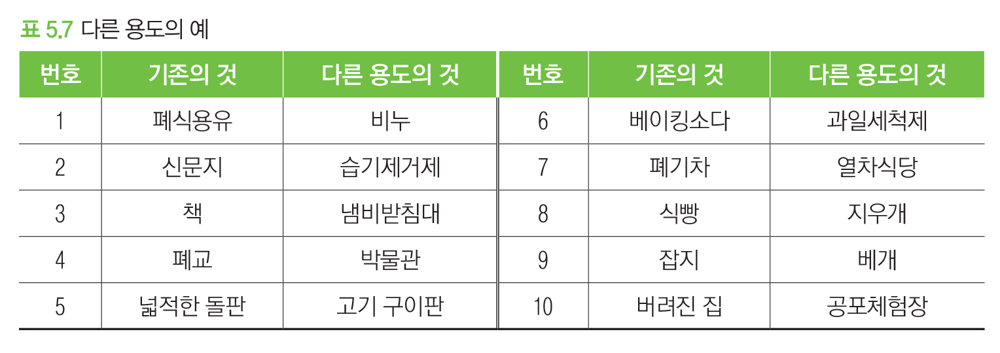 표 5.7 다른 용도의 예
번호 기존의 것 다른 용도의 것 번호 기존의 것 다른 용도의 것
1 폐식용유 비누 6 베이킹소다 과일세척제
2 신문지 습기제거제 7 폐기차 열차식당
3 책 냄비받침대 8 식빵 지우개
4 폐교 박물관 9 잡지 베개
5 넓적한 돌판 고기 구이판 10 버려진 집 공포체험장